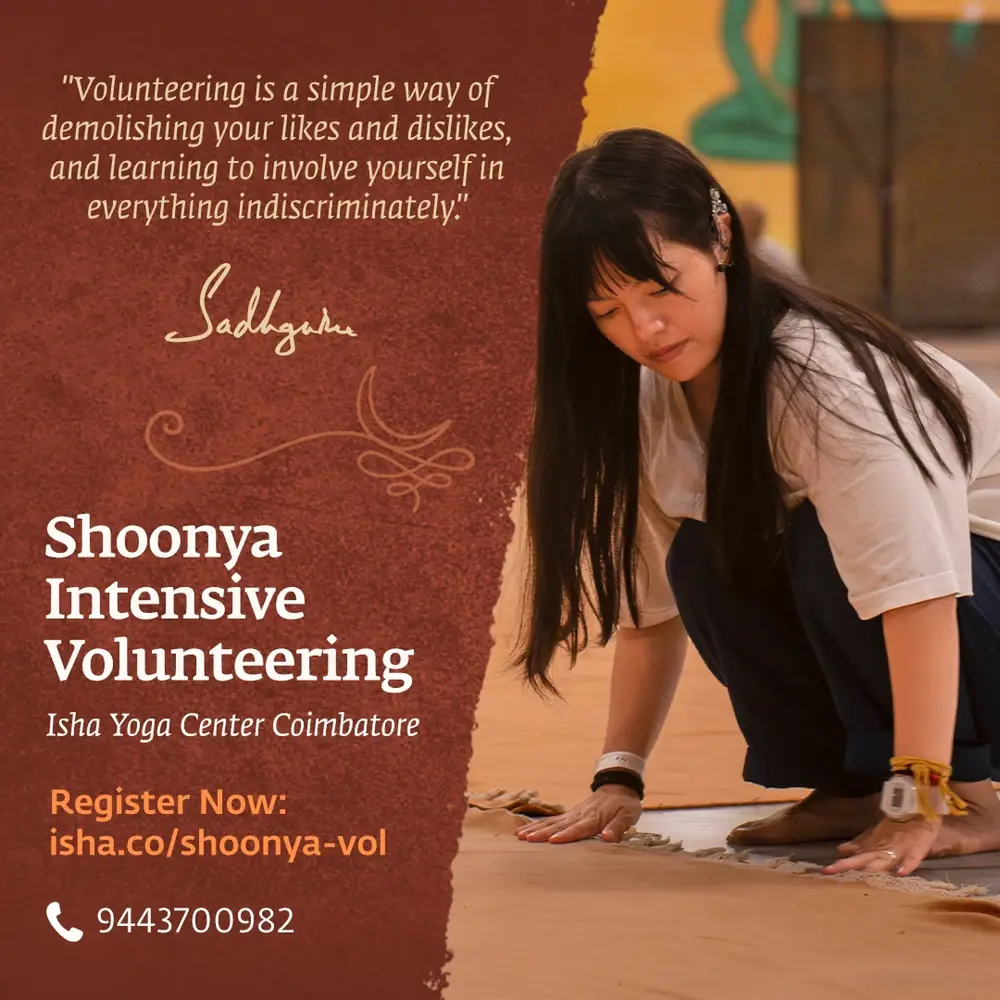 "Volunteering is a simple way of
demolishing your likes and dislikes,
and learning to involve yourself in
everything indiscriminately."
Sadhguru
Shoonya
Intensive
Volunteering
Isha Yoga Center Coimbatore
Register Now:
isha.co/shoonya-vol
9443700982